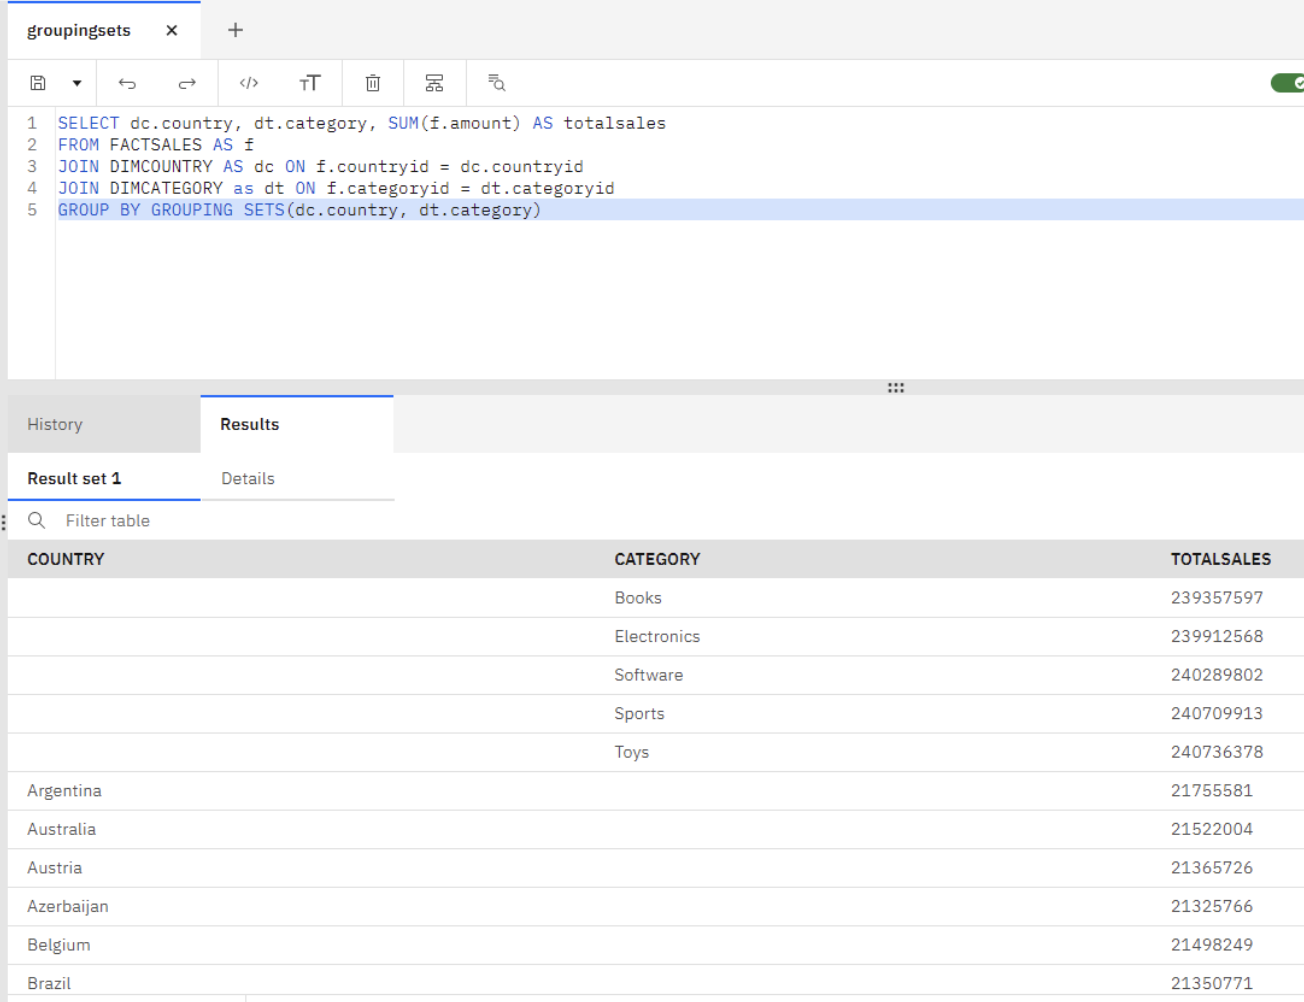 groupingsets
1 SELECT dc.country, dt.category, SUM(f.amount) AS totalsales
2 FROM FACTSALES AS f
3 JOIN DIMCOUNTRY AS dc ON f.countryid = dc.countryid
4 JOIN DIMCATEGORY as dt ON f.categoryid = dt.categoryid
5 GROUP BY GROUPING SETS(dc.country, dt.category)
History Results
Result set 1 Details
Filter table
COUNTRY CATEGORY TOTALSALES
Books 239357597
Electronics 239912568
Software 240289802
Sports 240709913
Toys 240736378
Argentina 21755581
Australia 21522004
Austria 21365726
Azerbaijan 21325766
Belgium 21498249
Brazil 21350771